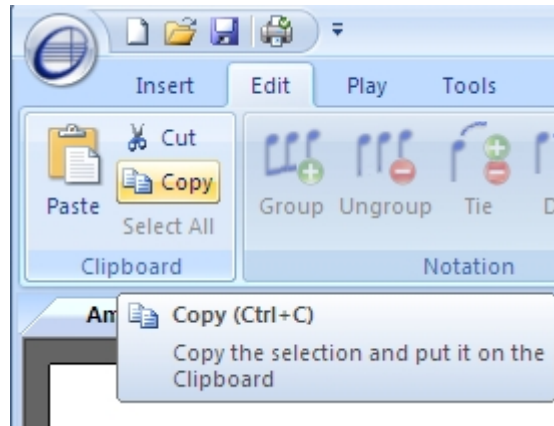 Insert Edit Play Tools
Cut
Copy
Paste
Select All
Group Ungroup Tie
Clipboard Notation
Copy (Ctrl+C)
Copy the selection and put it on the
Clipboard